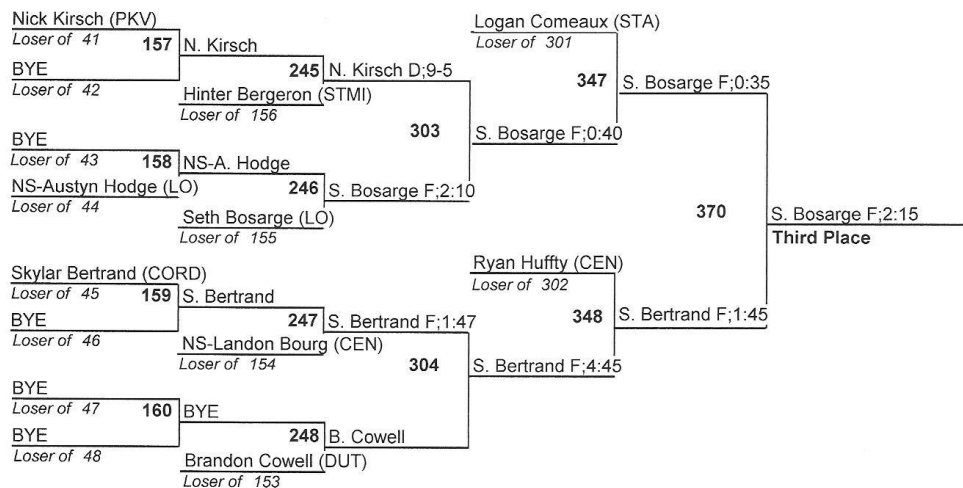 Nick Kirsch (PKV)
Loser of 41
157
N. Kirsch
BYE
Loser of 42
245
N. Kirsch D;9-5
Hinter Bergeron (STMI)
Loser of 156
303
S. Bosarge F;0:40
BYE
Loser of 43
158
NS-A. Hodge
NS-Austyn Hodge (LO)
Loser of 44
246
S. Bosarge F;2:10
Seth Bosarge (LO)
Loser of 155
Logan Comeaux (STA)
Loser of 301
347
S. Bosarge F;0:35
370
S. Bosarge F;2:15
Third Place
Skylar Bertrand (CORD)
Loser of 45
159
S. Bertrand
BYE
Loser of 46
247
S. Bertrand F;1:47
NS-Landon Bourg (CEN)
Loser of 154
304
S. Bertrand F;4:45
BYE
Loser of 47
160
BYE
BYE
Loser of 48
248
B. Cowell
Brandon Cowell (DUT)
Loser of 153
Ryan Huffty (CEN)
Loser of 302
348
S. Bertrand F;1:45